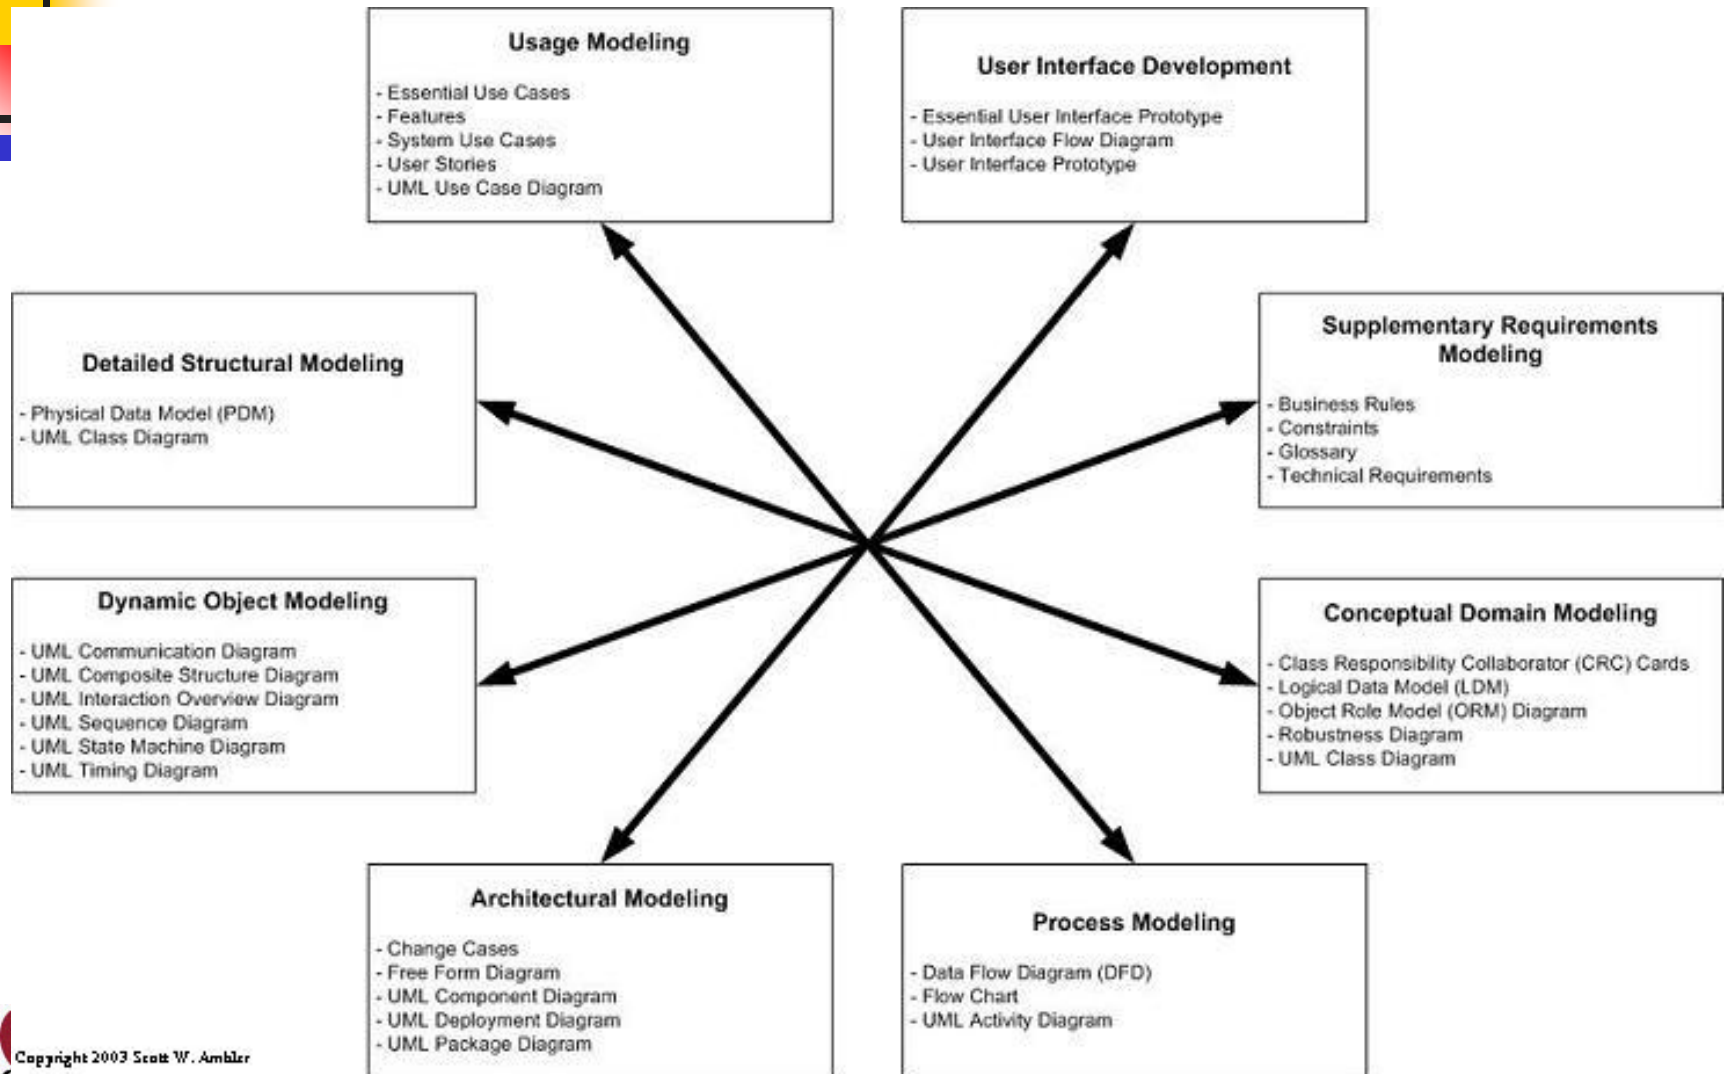 Usage Modeling
- Essential Use Cases
- Features
- System Use Cases
- User Stories
- UML Use Case Diagram
User Interface Development
- Essential User Interface Prototype
- User Interface Flow Diagram
- User Interface Prototype
Detailed Structural Modeling
- Physical Data Model (PDM)
- UML Class Diagram
Supplementary Requirements
Modeling
- Business Rules
- Constraints
- Glossary
- Technical Requirements
Dynamic Object Modeling
- UML Communication Diagram
- UML Composite Structure Diagram
- UML Interaction Overview Diagram
- UML Sequence Diagram
- UML State Machine Diagram
- UML Timing Diagram
Conceptual Domain Modeling
- Class Responsibility Collaborator (CRC) Cards
- Logical Data Model (LDM)
- Object Role Model (ORM) Diagram
- Robustness Diagram
- UML Class Diagram
Architectural Modeling
- Change Cases
- Free Form Diagram
- UML Component Diagram
- UML Deployment Diagram
- UML Package Diagram
Process Modeling
- Data Flow Diagram (DFD)
- Flow Chart
- UML Activity Diagram
Copyright 2003 Scott W. Ambler